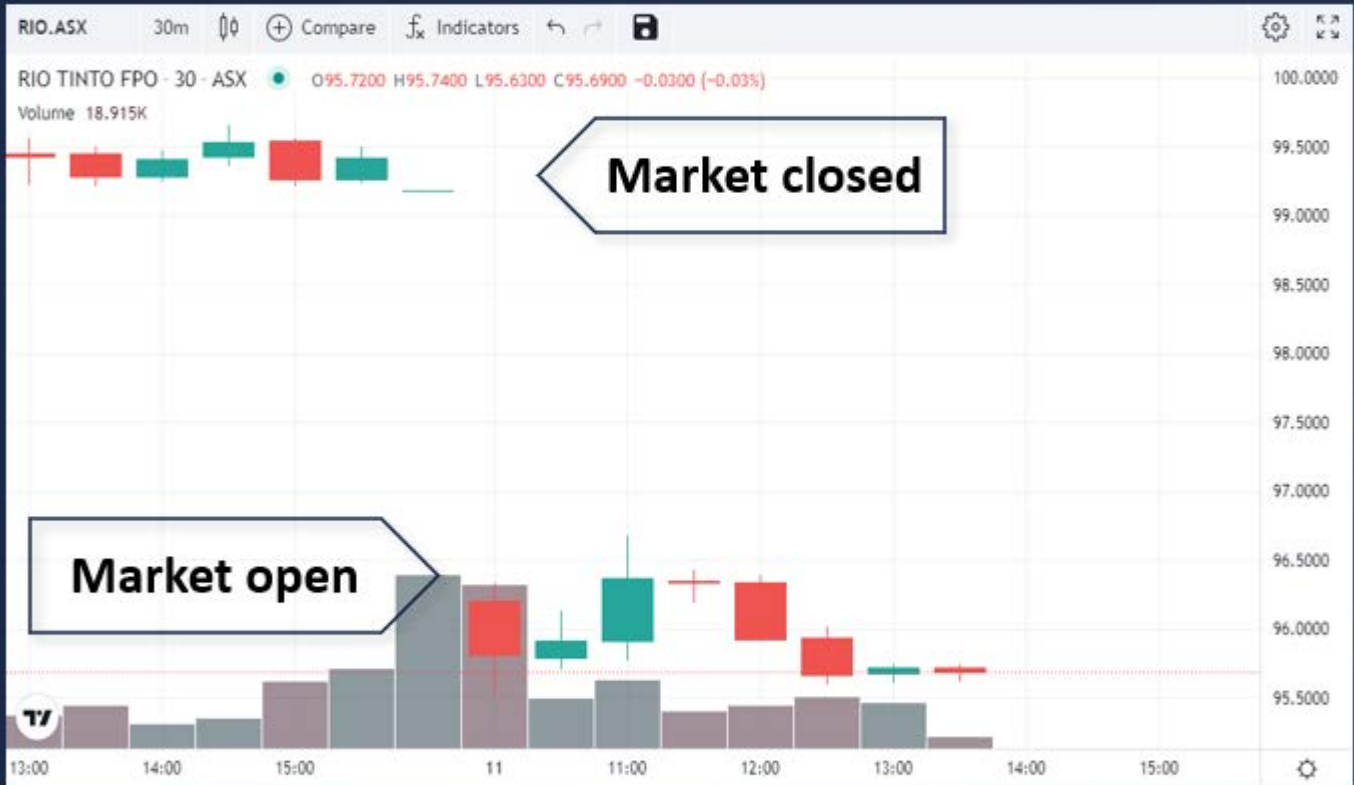 RIO.ASX 30m Compare fx Indicators
RIO TINTO FPO - 30 - ASX O95.7200 H95.7400 L95.6300 C95.6900 -0.0300 (-0.03%)
Volume 18.915K
Market closed
Market open
100.0000
99.5000
99.0000
98.5000
98.0000
97.5000
97.0000
96.5000
96.0000
95.5000
13:00 14:00 15:00 11 11:00 12:00 13:00 14:00 15:00